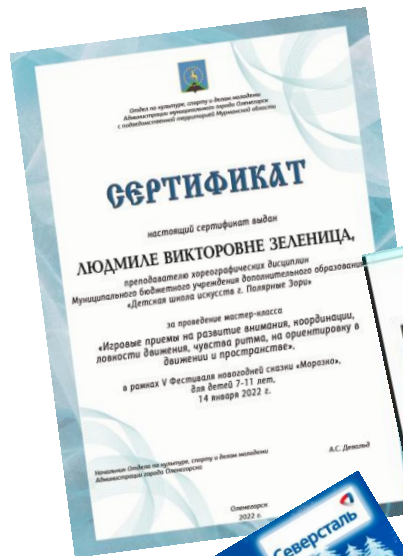 Отдел по культуре, спорту и делам молодежи
Администрации муниципального города Оленегорск
с подведомственной территорией Мурманской области
СЕРТИФИКАТ
настоящий сертификат выдан
ЛЮДМИЛЕ ВИКТОРОВНЕ ЗЕЛЕНИЦА,
преподавателю хореографических дисциплин
Муниципального бюджетного учреждения дополнительного образования
«Детская школа искусств г. Полярные Зори»
за проведение мастер-класса
«Игровые приемы на развитие внимания, координации,
ловкости движения, чувства ритма, на ориентировку в
движении и пространстве».
в рамках V Фестиваля новогодней сказки «Морозко»,
для детей 7-11 лет,
14 января 2022 г.
Начальник Отдела по культуре, спорту и делам молодежи
Администрации города Оленегорска
А.С. Девальд
Оленегорск
2022 г.
Северсталь